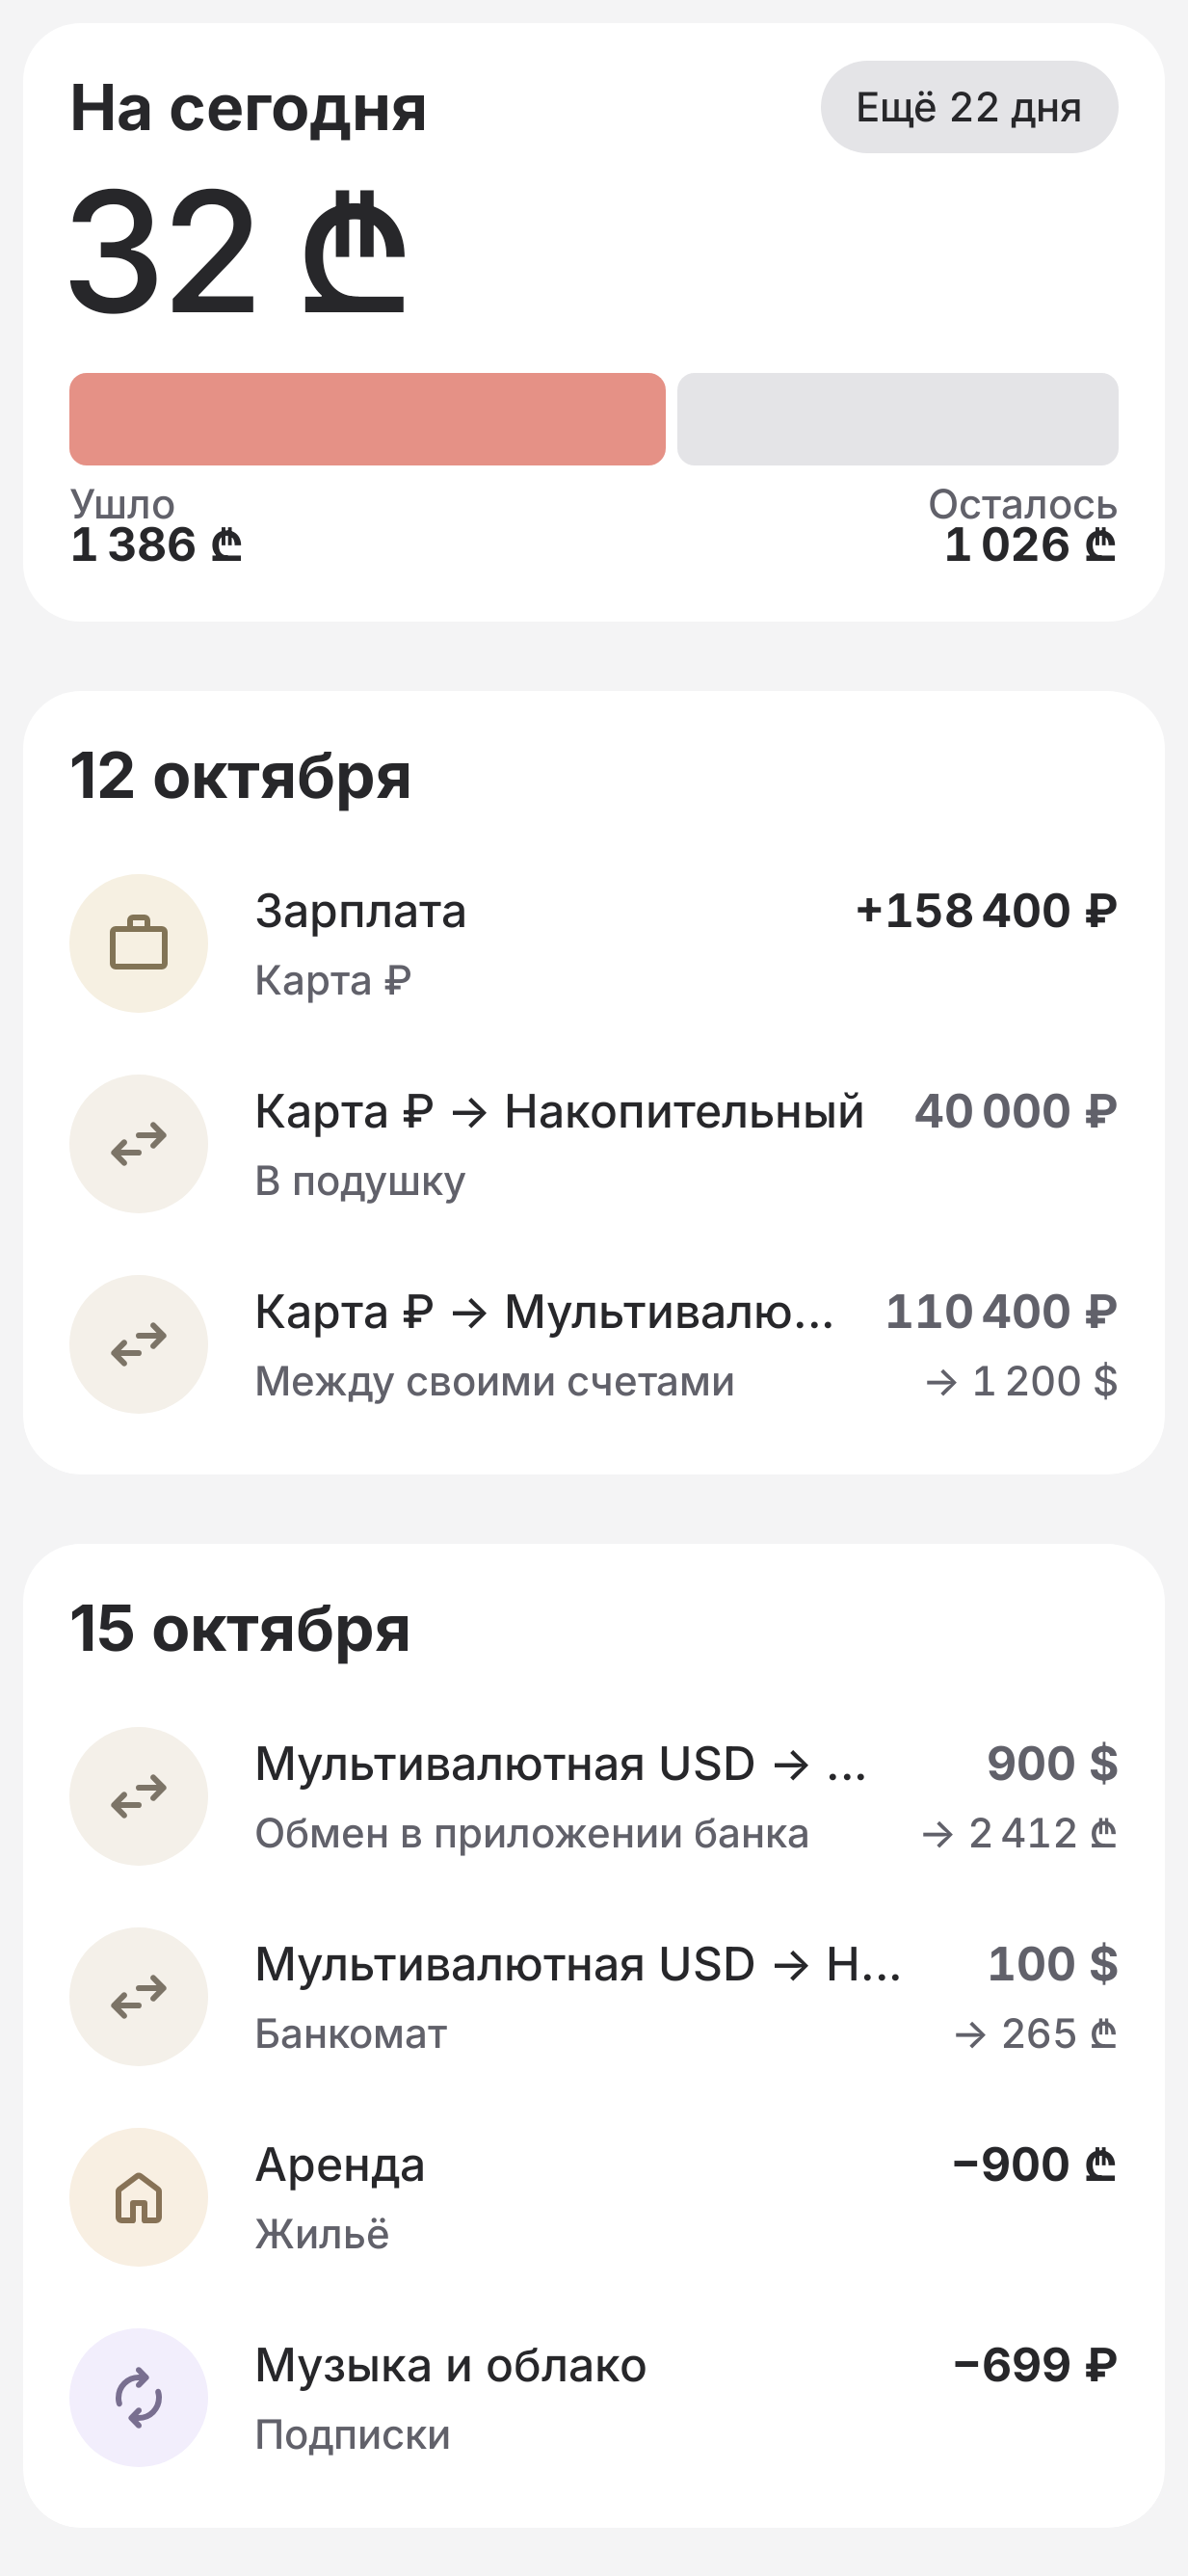 На сегодня
Ещё 22 дня
32 ₾
Ушло
Осталось
1 386 ₾
1 026 ₾
12 октября
Зарплата
+158 400 ₽
Карта ₽
Карта ₽ → Накопительный
40 000 ₽
В подушку
Карта ₽ → Мультивалю...
110 400 ₽
Между своими счетами
→ 1 200 $
15 октября
Мультивалютная USD → ...
900 $
Обмен в приложении банка
→ 2 412 ₾
Мультивалютная USD → Н...
100 $
Банкомат
→ 265 ₾
Аренда
−900 ₾
Жильё
Музыка и облако
−699 ₽
Подписки